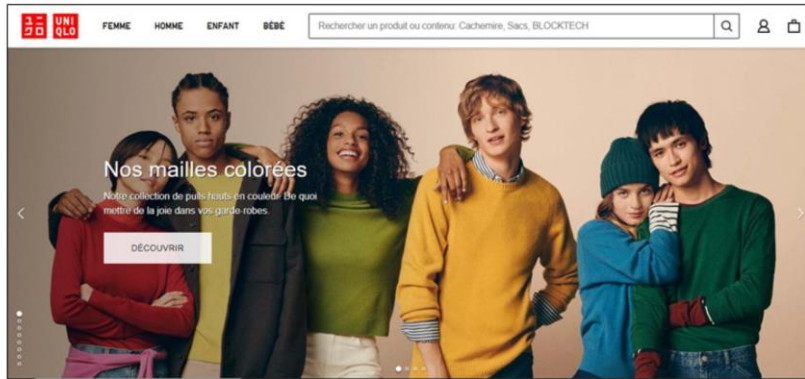 ユニ
クロ
UNI
QLO
FEMME
HOMME
ENFANT
BÉBÉ
Rechercher un produit ou contenu: Cachemire, Sacs, BLOCKTECH
Nos mailles colorées
Notre collection de pulls hauts en couleur. De quoi
mettre de la joie dans vos garde-robes.
DÉCOUVRIR